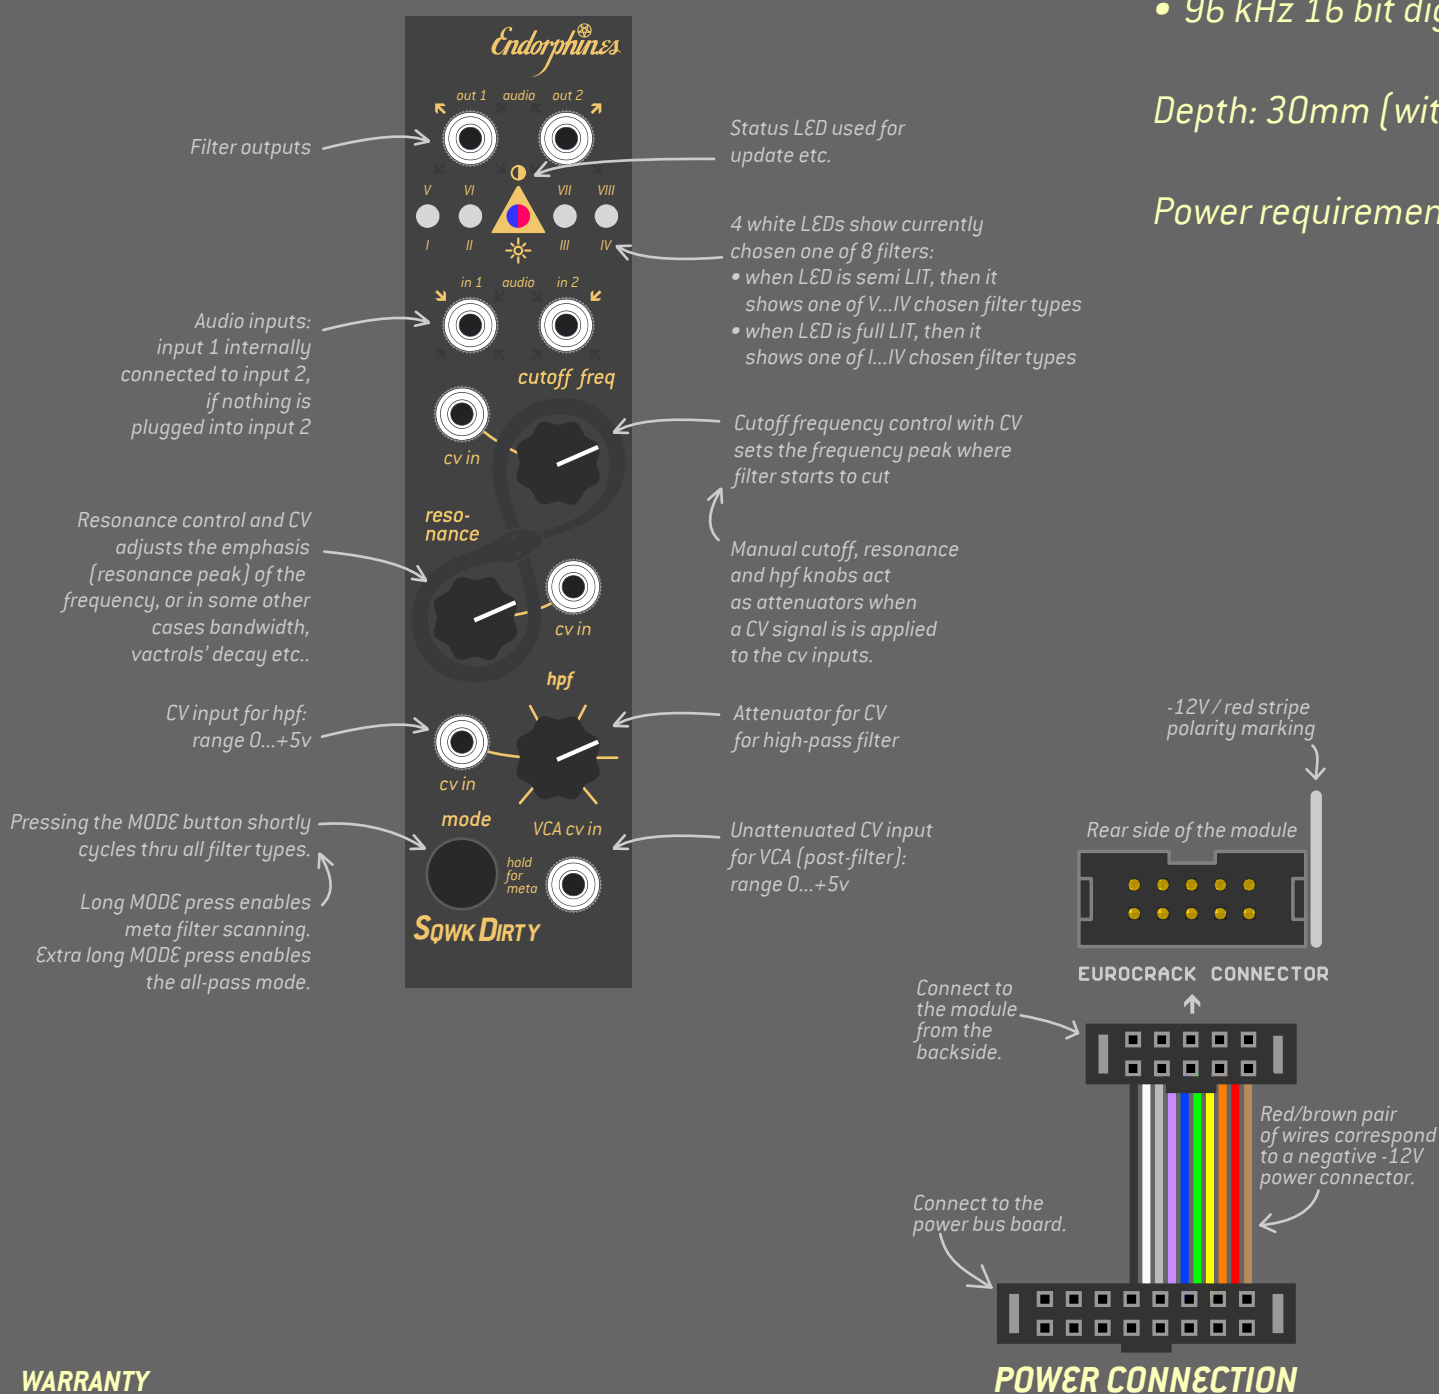 • 96 kHz 16 bit dig
Depth: 30mm (wit
Power requiremen
Endorphin.es
out 1 audio out 2
V VI VII VIII
I II III IV
in 1 audio in 2
cutoff freq
cv in
reso-
nance
cv in
hpf
cv in
mode
VCA cv in
hold
for
meta
SQWK DIRTY
Filter outputs
Audio inputs:
input 1 internally
connected to input 2,
if nothing is
plugged into input 2
Resonance control and CV
adjusts the emphasis
(resonance peak) of the
frequency, or in some other
cases bandwidth,
vactrols’ decay etc..
CV input for hpf:
range 0...+5v
Pressing the MODE button shortly
cycles thru all filter types.
Long MODE press enables
meta filter scanning.
Extra long MODE press enables
the all-pass mode.
Status LED used for
update etc.
4 white LEDs show currently
chosen one of 8 filters:
• when LED is semi LIT, then it
shows one of V...IV chosen filter types
• when LED is full LIT, then it
shows one of I...IV chosen filter types
Cutoff frequency control with CV
sets the frequency peak where
filter starts to cut
Manual cutoff, resonance
and hpf knobs act
as attenuators when
a CV signal is is applied
to the cv inputs.
Attenuator for CV
for high-pass filter
Unattenuated CV input
for VCA (post-filter):
range 0...+5v
-12V / red stripe
polarity marking
Rear side of the module
EUROCRACK CONNECTOR
Connect to
the module
from the
backside.
Red/brown pair
of wires correspond
to a negative -12V
power connector.
Connect to the
power bus board.
POWER CONNECTION
WARRANTY